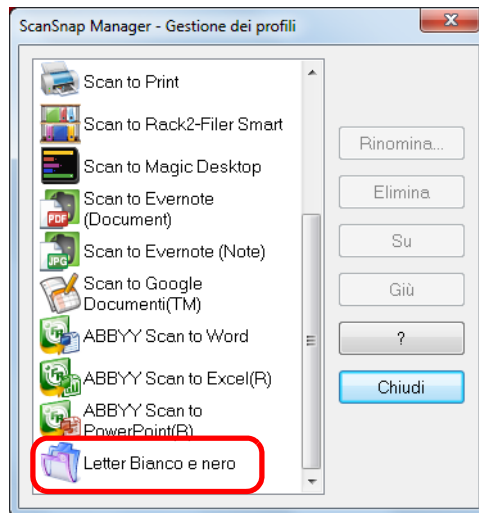 ScanSnap Manager - Gestione dei profili
Scan to Print
Scan to Rack2-Filer Smart
Scan to Magic Desktop
Scan to Evernote
(Document)
PDF
Scan to Evernote (Note)
JPG
Scan to Google
Documenti(TM)
ABBYY Scan to Word
ABBYY Scan to Excel(R)
ABBYY Scan to
PowerPoint(R)
Letter Bianco e nero
Rinomina...
Elimina
Su
Giù
?
Chiudi